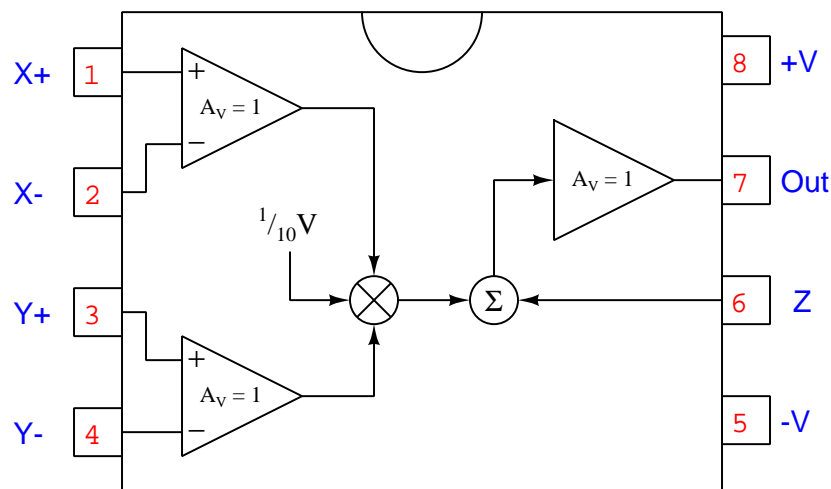 X+ 1 + A_V = 1 8 +V
X- 2 - A_V = 1 7 Out
1/10V
Y+ 3 + Σ 6 Z
A_V = 1
Y- 4 - 5 -V